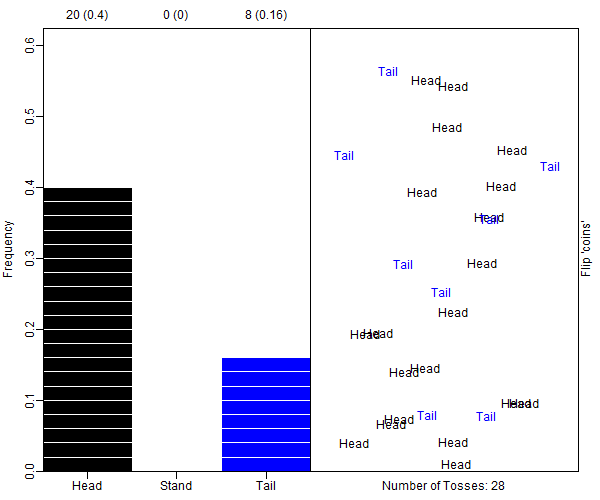 20 (0.4) 0 (0) 8 (0.16)
Frequency
0.6
0.5
0.4
0.3
0.2
0.1
0.0
Head Stand Tail
Tail
Head
Head
Head
Head
Tail
Tail
Head
Head
Head
Tail
Tail
Head
Tail
Head
Head
Head
Head
Head
Head
Head
Tail
Tail
Head
Head
Head
Head
Head
Number of Tosses: 28
Flip 'coins'